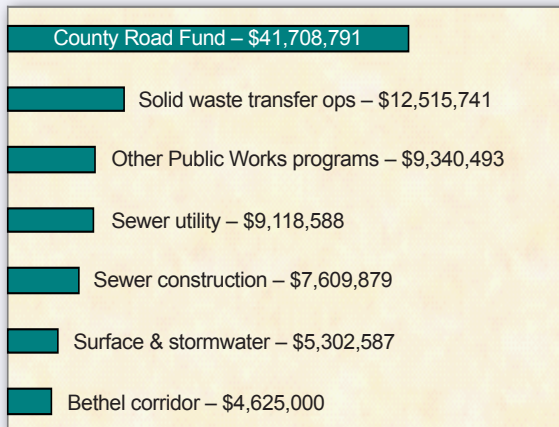 County Road Fund – $41,708,791
Solid waste transfer ops – $12,515,741
Other Public Works programs – $9,340,493
Sewer utility – $9,118,588
Sewer construction – $7,609,879
Surface & stormwater – $5,302,587
Bethel corridor – $4,625,000